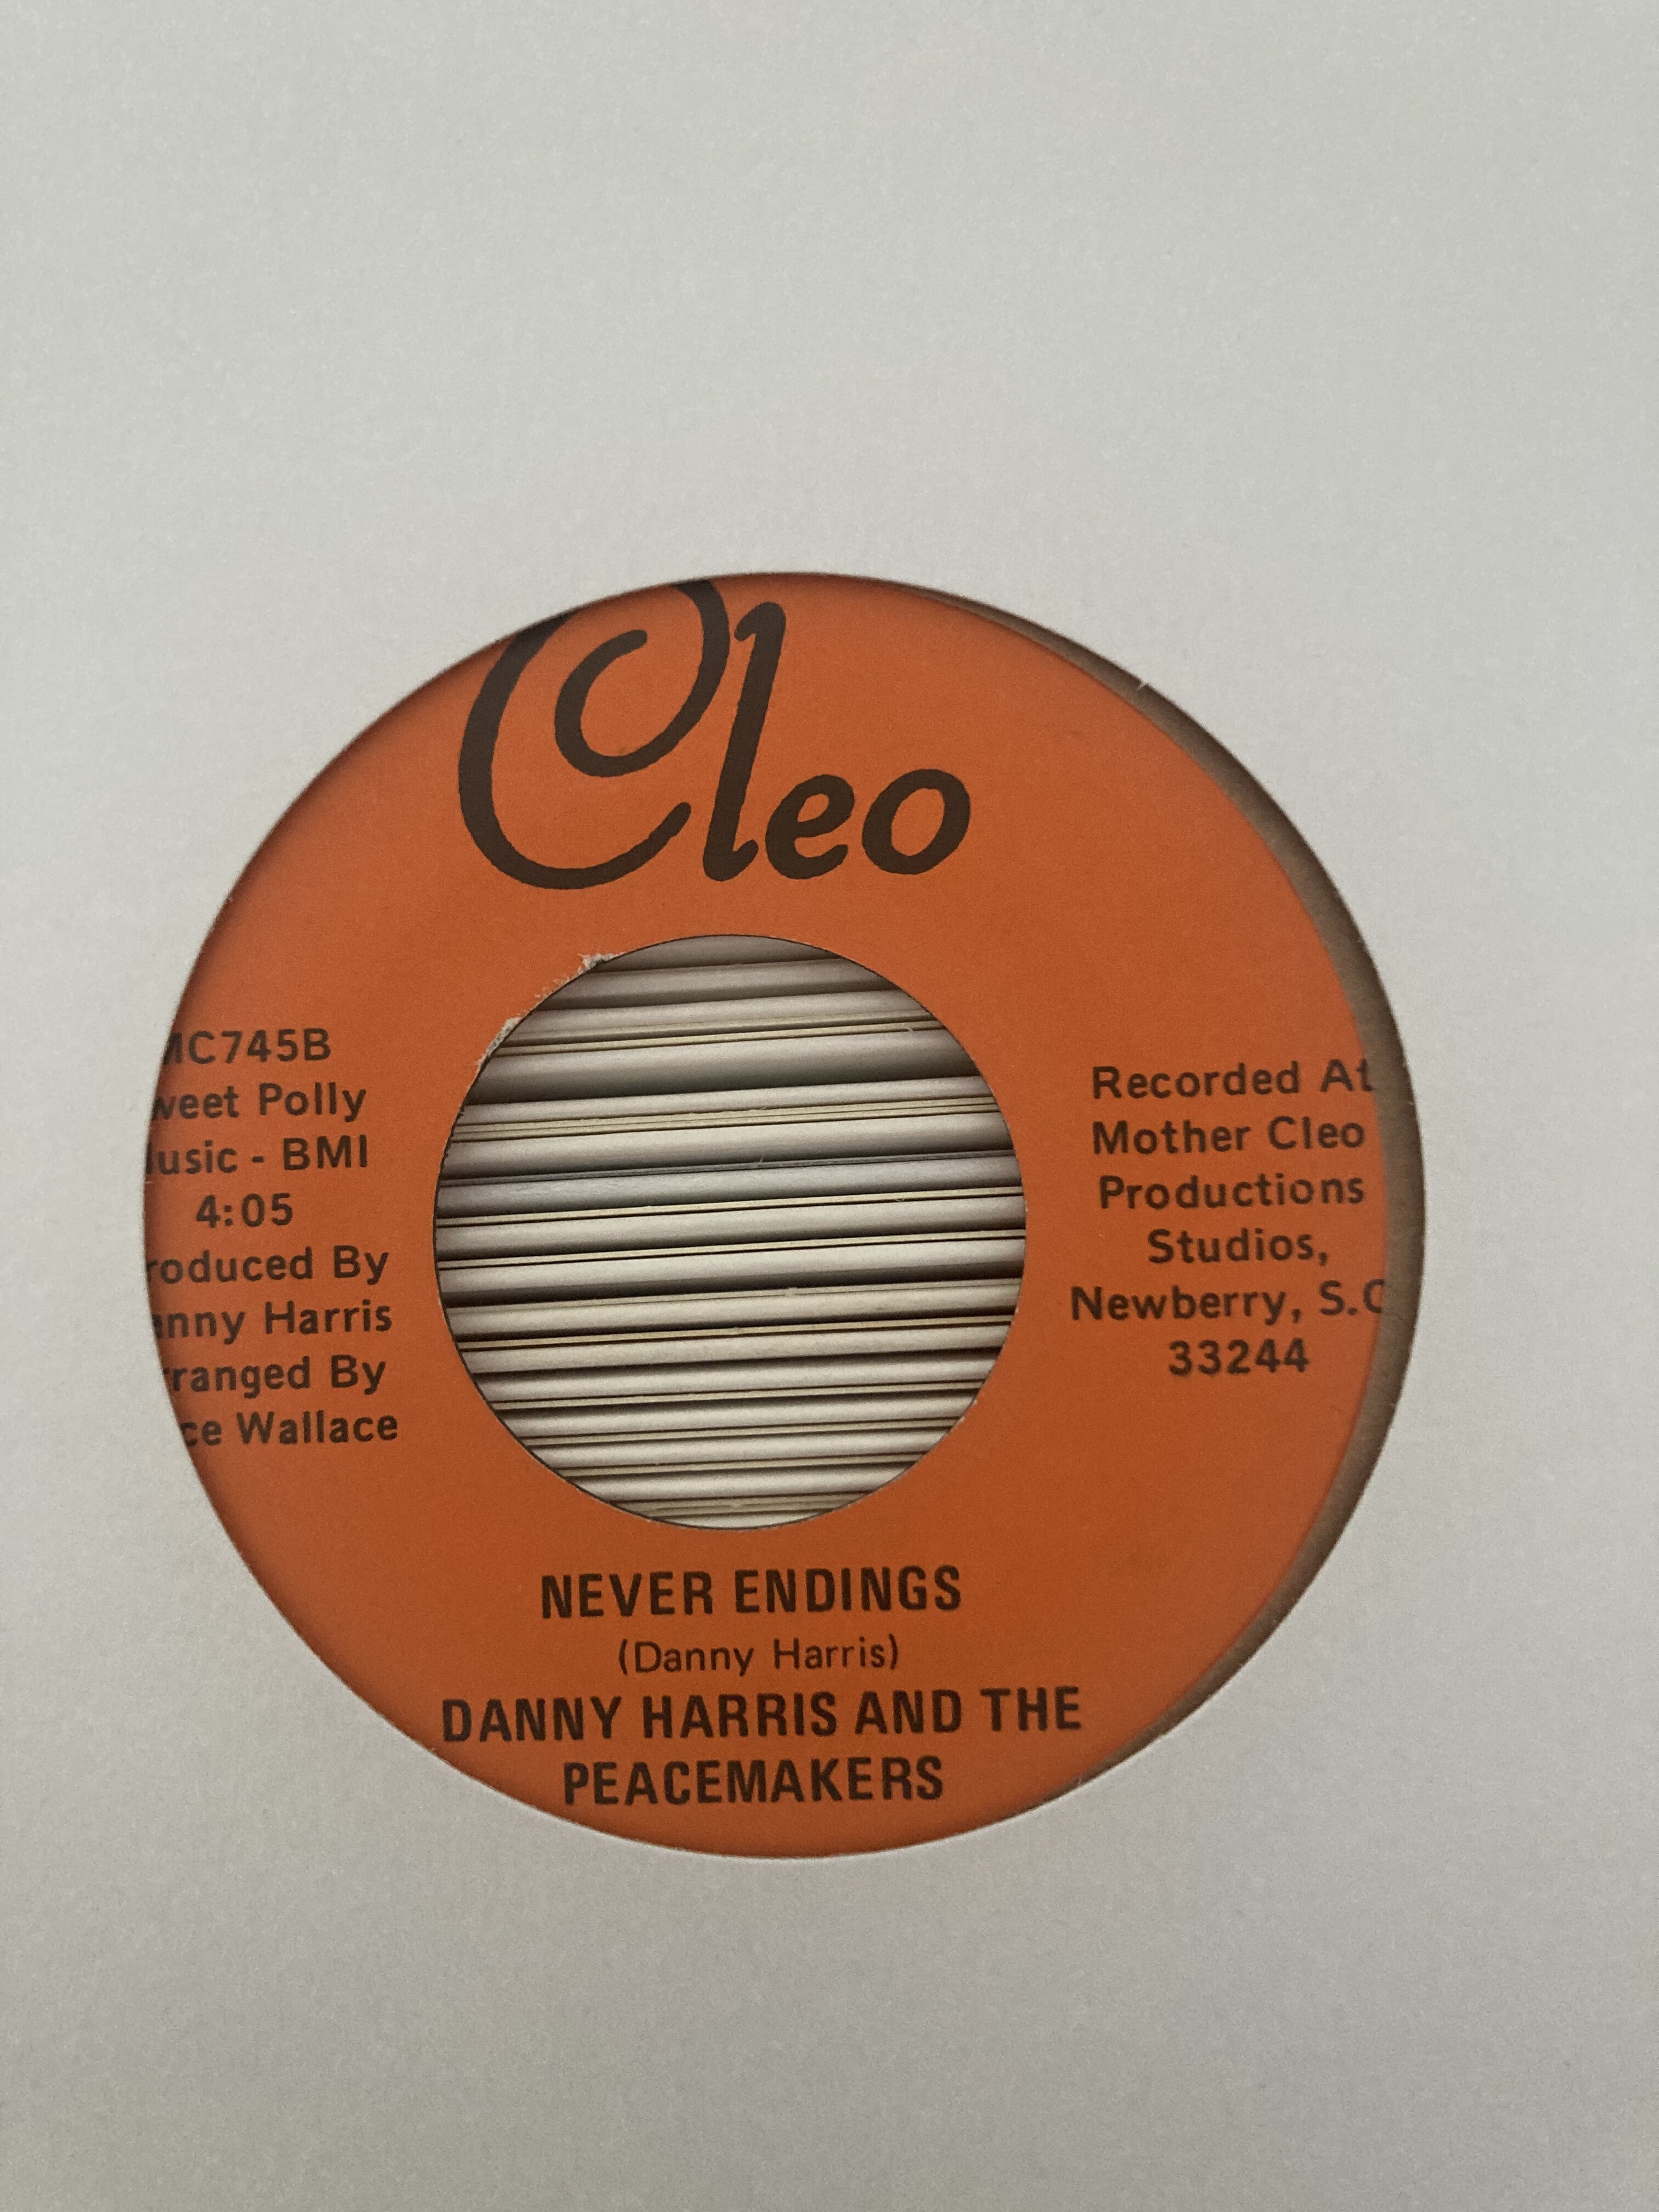 Cleo
MC745B
weet Polly
usic - BMI
4:05
roduced By
anny Harris
rranged By
ce Wallace
Recorded At
Mother Cleo
Productions
Studios,
Newberry, S.C
33244
NEVER ENDINGS
(Danny Harris)
DANNY HARRIS AND THE
PEACEMAKERS